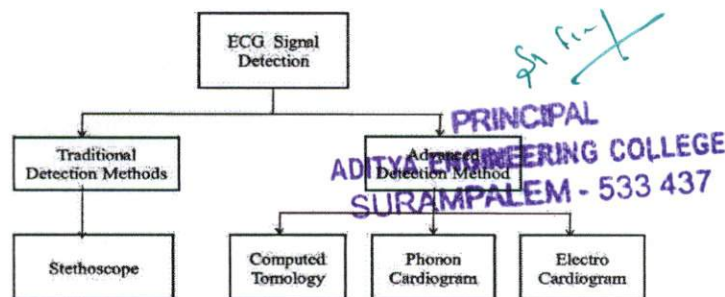 ECG Signal
Detection
PRINCIPAL
ADITYA ENGINEERING COLLEGE
SURAMPALEM - 533 437
Traditional
Detection Methods
Advanced
Detection Method
Stethoscope
Computed
Tomology
Phonon
Cardiogram
Electro
Cardiogram